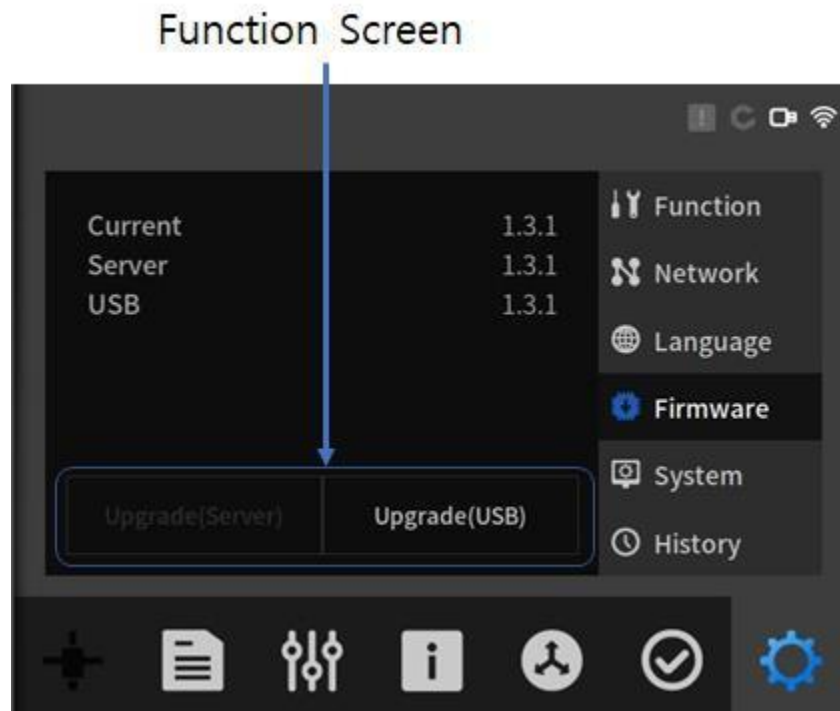 Function Screen
Current 1.3.1
Server 1.3.1
USB 1.3.1
Upgrade(Server) Upgrade(USB)
Function
Network
Language
Firmware
System
History